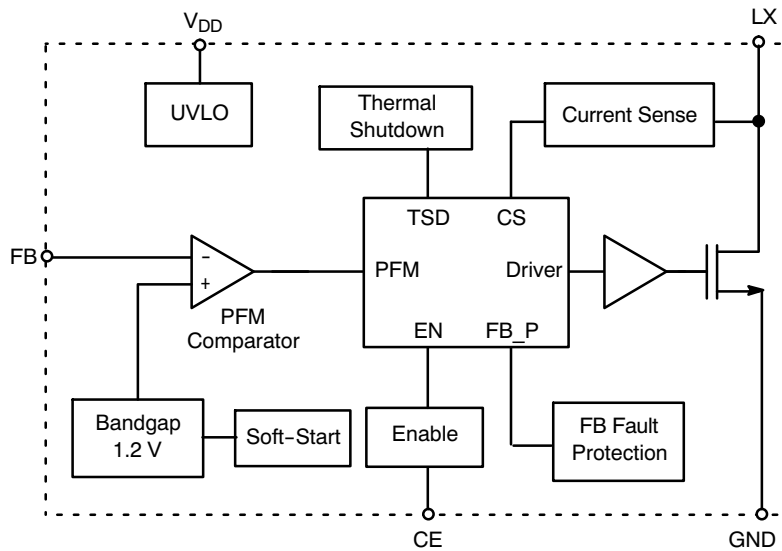 V_DD
LX
UVLO
Thermal
Shutdown
Current Sense
TSD
CS
FB
−
+
PFM
Driver
PFM
Comparator
EN
FB_P
Bandgap
1.2 V
Soft−Start
Enable
FB Fault
Protection
CE
GND